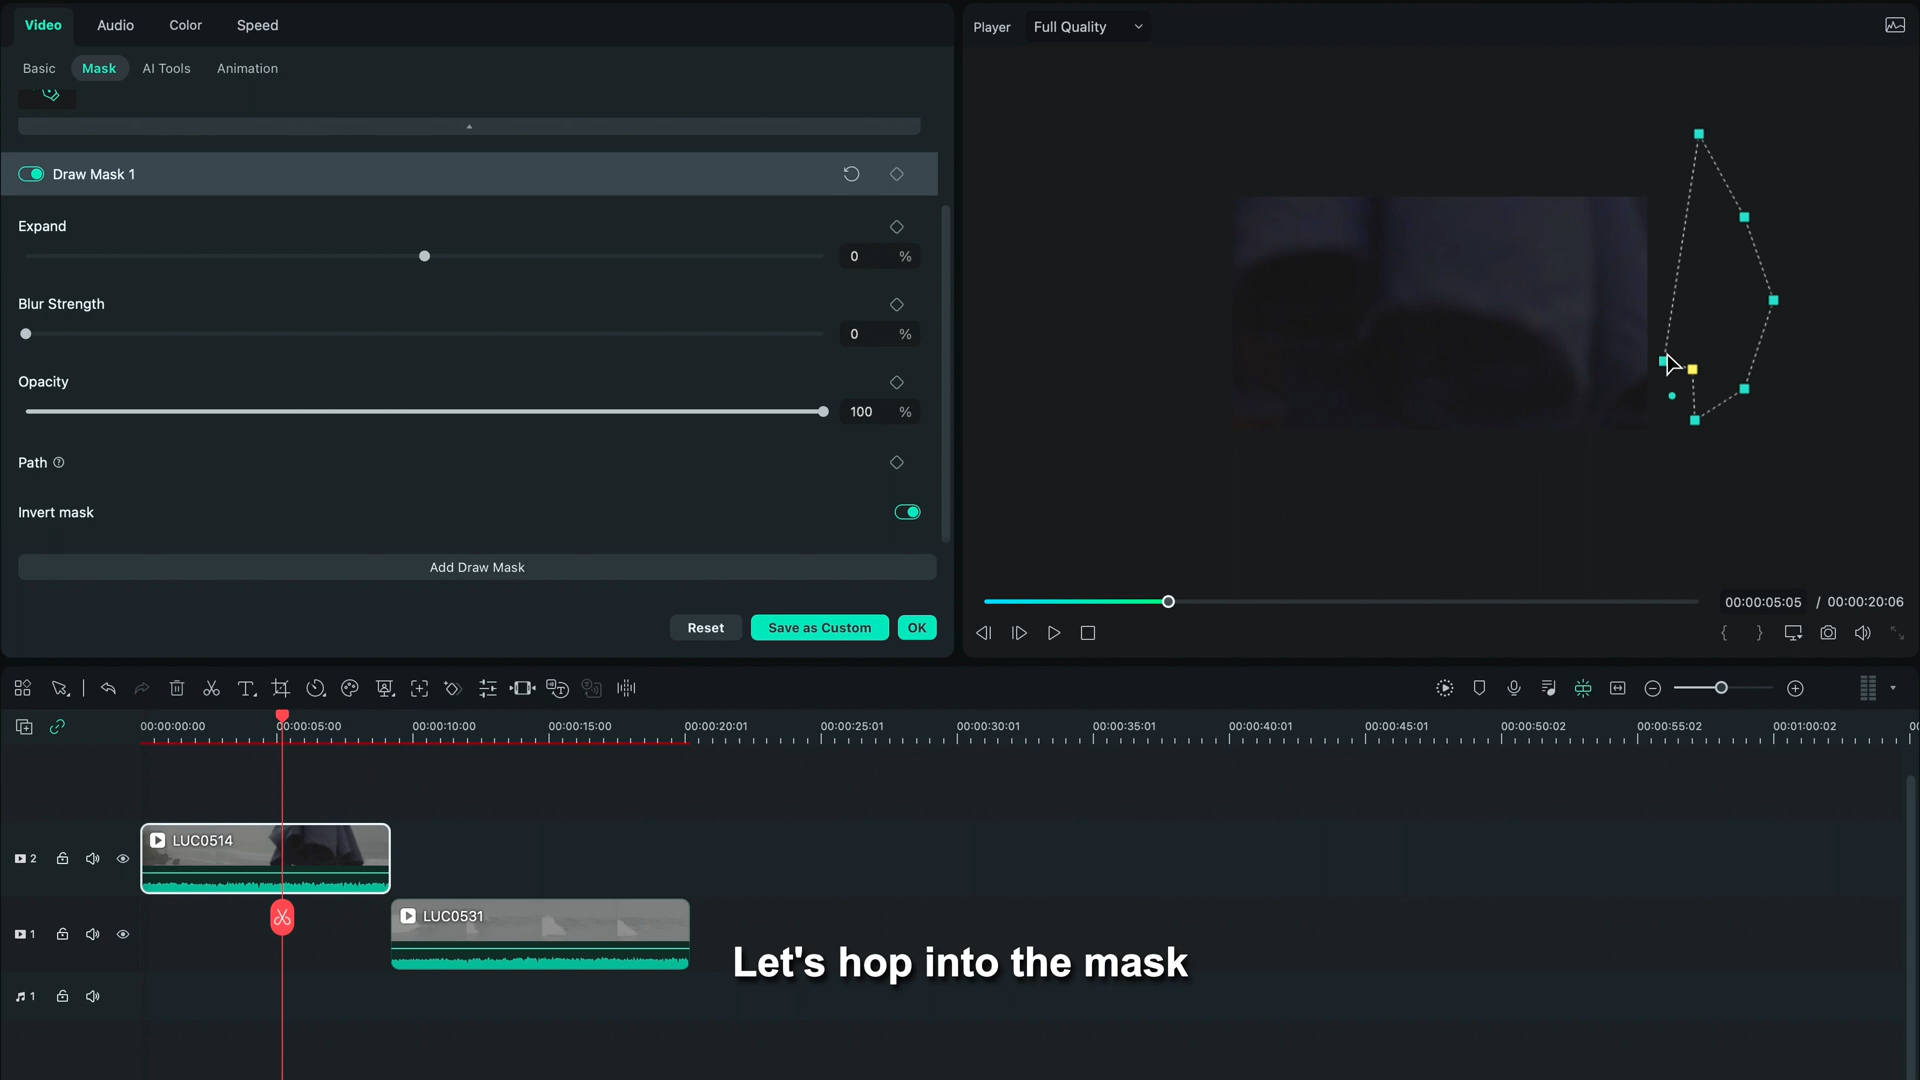 Video Audio Color Speed
Player Full Quality
Basic Mask AI Tools Animation
Draw Mask 1
Expand
0 %
Blur Strength
0 %
Opacity
100 %
Path
Invert mask
Add Draw Mask
Reset Save as Custom OK
00:00:05:05 / 00:00:20:06
00:00:00:00 00:00:05:00 00:00:10:00 00:00:15:00 00:00:20:01 00:00:25:01 00:00:30:01 00:00:35:01 00:00:40:01 00:00:45:01 00:00:50:02 00:00:55:02 00:01:00:02
2 LUC0514
1 LUC0531
Let's hop into the mask
1